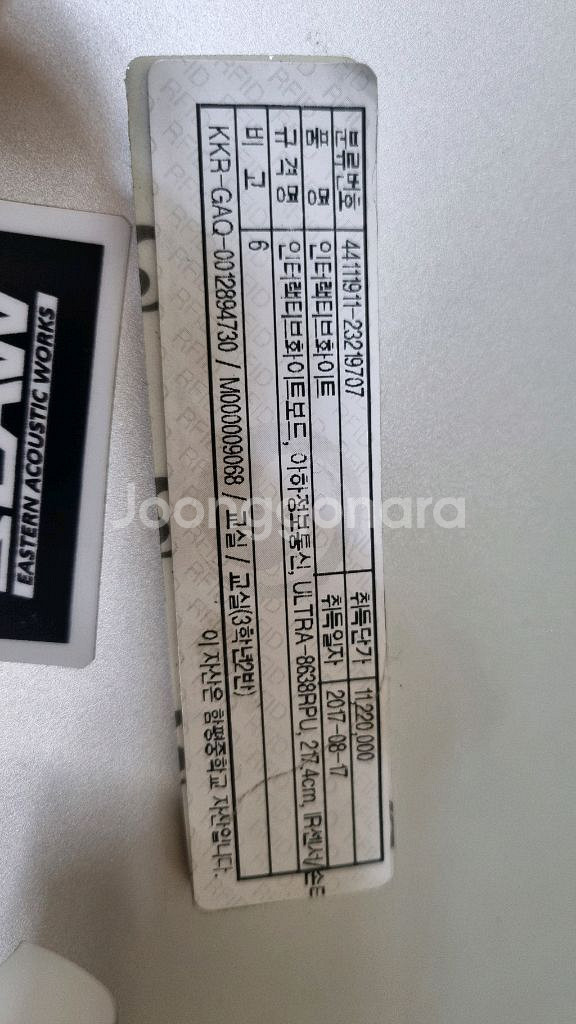 분류번호 44111911-23219707 취득단가 11,220,000
품 명 인터랙티브화이트 취득일자 2017-08-17
규 격 명 인터랙티브화이트보드, 아하정보통신, ULTRA-8638RPU, 217.4cm, IR센서/손
비 고 6
KKR-GAQ-0012894730 / M000009068 / 교실 / 교실(3학년2반)
이 자산은 함평중학교 자산입니다.
EASTERN ACOUSTIC WORKS
Joonggonara